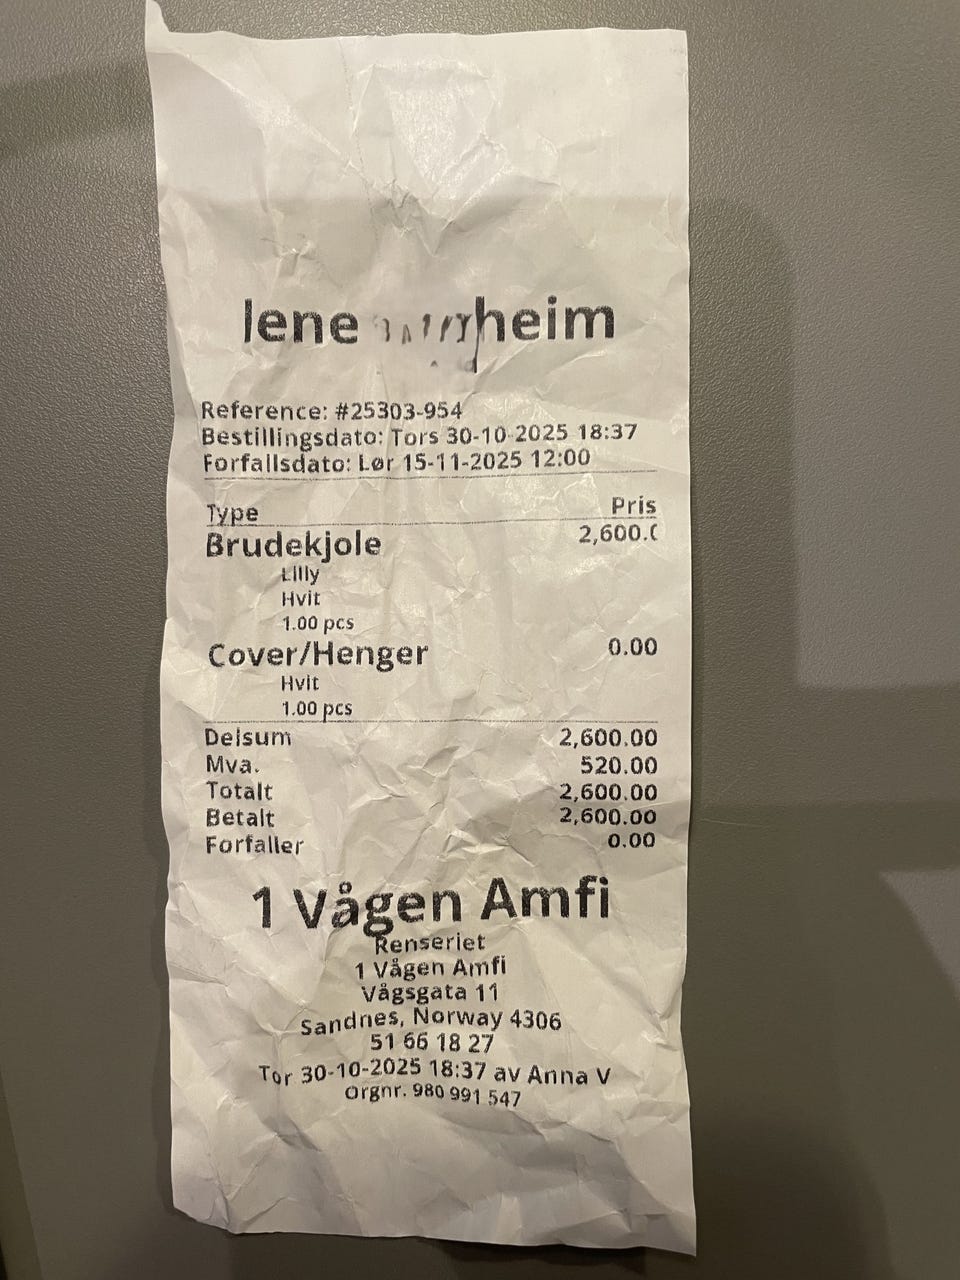 lene
Reference: #25303-954
Bestillingsdato: Tors 30-10-2025 18:37
Forfallsdato: Lør 15-11-2025 12:00
Type Pris
Brudekjole 2,600.
Lilly
Hvit
1.00 pcs
Cover/Henger 0.00
Hvit
1.00 pcs
Delsum 2,600.00
Mva. 520.00
Totalt 2,600.00
Betalt 2,600.00
Forfaller 0.00
1 Vågen Amfi
Renseriet
1 Vågen Amfi
Vågsgata 11
Sandnes, Norway 4306
51 66 18 27
Tor 30-10-2025 18:37 av Anna V
Orgnr. 980 991 547